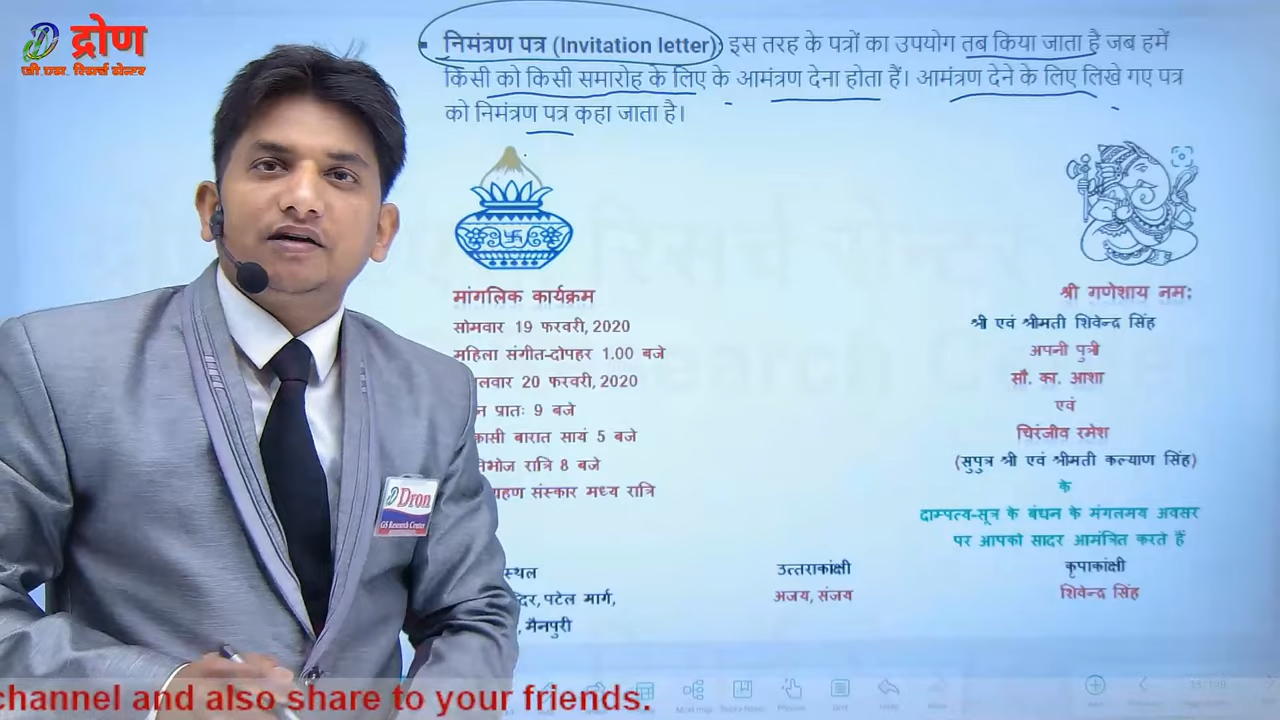 द्रोण
जी.एस. रिसर्च सेन्टर
निमंत्रण पत्र (Invitation letter): इस तरह के पत्रों का उपयोग तब किया जाता है जब हमें
किसी को किसी समारोह के लिए के आमंत्रण देना होता हैं। आमंत्रण देने के लिए लिखे गए पत्र
को निमंत्रण पत्र कहा जाता है।
मांगलिक कार्यक्रम
सोमवार 19 फरवरी, 2020
महिला संगीत-दोपहर 1.00 बजे
लवार 20 फरवरी, 2020
न प्रातः 9 बजे
कासी बारात सायं 5 बजे
भोज रात्रि 8 बजे
ग्रहण संस्कार मध्य रात्रि
स्थल
पटेल मार्ग,
, मैनपुरी
उत्तराकांक्षी
अजय, संजय
श्री गणेशाय नमः
श्री एवं श्रीमती शिवेन्द्र सिंह
अपनी पुत्री
सौ. का. आशा
एवं
चिरंजीव रमेश
(सुपुत्र श्री एवं श्रीमती कल्याण सिंह)
के
दाम्पत्य-सूत्र के बंधन के मंगलमय अवसर
पर आपको सादर आमंत्रित करते हैं
कृपाकांक्षी
शिवेन्द्र सिंह
Dron
GS Research Center
channel and also share to your friends.